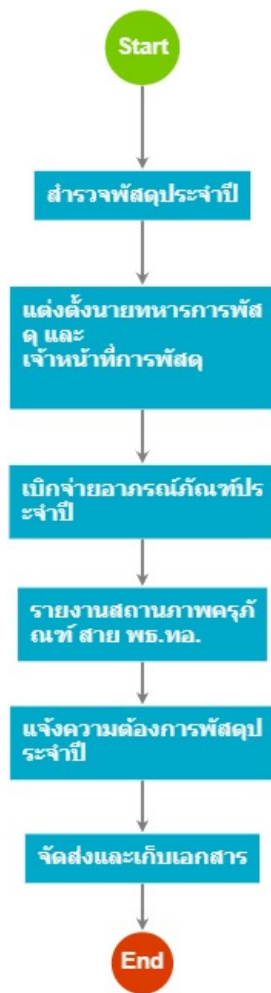 Start
สำรวจพัสดุประจำปี
แต่งตั้งนายทหารการพัส
ดุ และ
เจ้าหน้าที่การพัสดุ
เบิกจ่ายอาภรณ์ภัณฑ์ประ
จำปี
รายงานสถานภาพครุภั
ณฑ์ สาย พธ.ทอ.
แจ้งความต้องการพัสดุป
ระจำปี
จัดส่งและเก็บเอกสาร
End